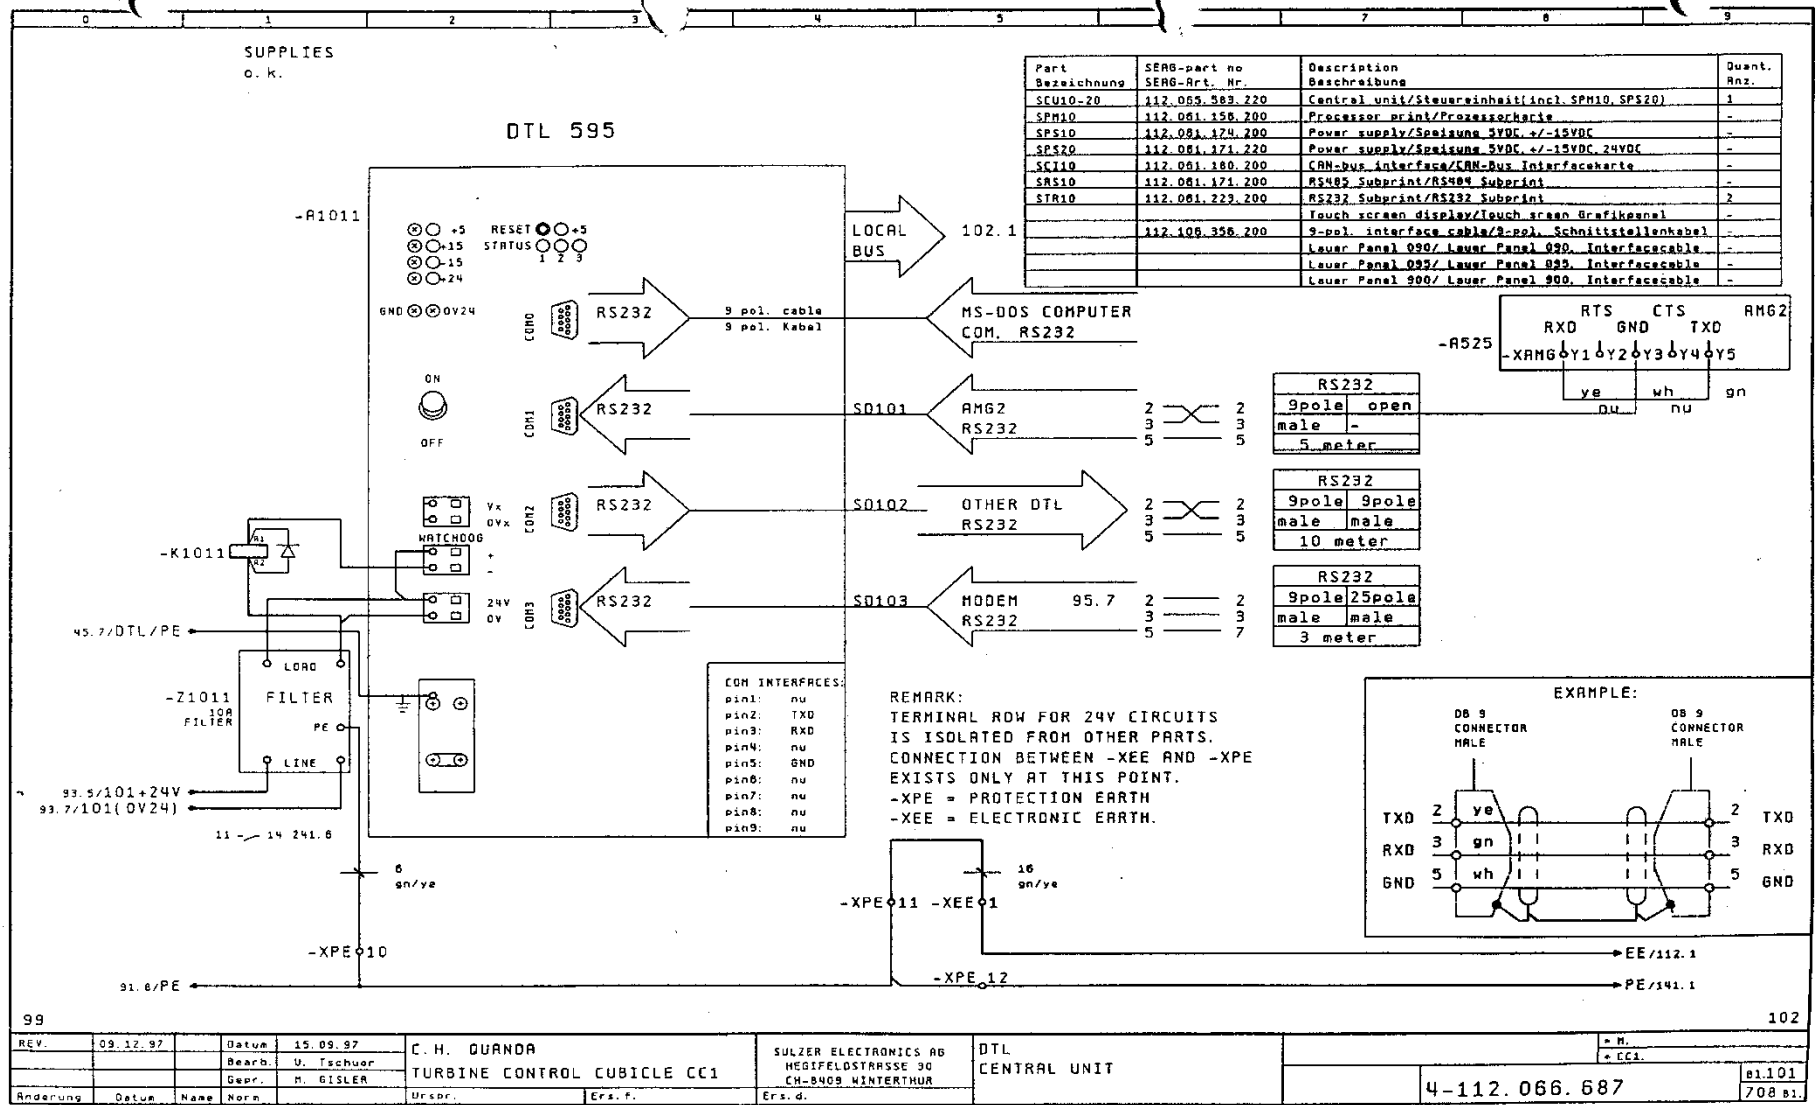 0 1 2 3 4 5 7 8 9
SUPPLIES
o. k.
DTL 595
Part SERG-part no Description Quant.
Bezeichnung SERG-Art. Nr. Beschreibung Anz.
SCU10-20 112.065.583.220 Central unit/Steuereinheit(incl. SPM10, SPS20) 1
SPM10 112.061.156.200 Processor print/Prozessorkarte -
SPS10 112.061.174.200 Power supply/Speisung 5VDC, +/-15VDC -
SPS20 112.061.171.220 Power supply/Speisung 5VDC, +/-15VDC, 24VDC -
SCI10 112.061.180.200 CAN-bus interface/CAN-Bus Interfacekarte -
SRS10 112.061.171.200 RS485 Subprint/RS485 Subprint -
STR10 112.061.223.200 RS232 Subprint/RS232 Subprint 2
Touch screen display/Touch sreen Grafikpanel -
112.106.356.200 9-pol. interface cable/9-pol. Schnittstellenkabel -
Lauer Panel 090/ Lauer Panel 090, Interfacecable -
Lauer Panel 095/ Lauer Panel 095, Interfacecable -
Lauer Panel 900/ Lauer Panel 900, Interfacecable -
-A1011
+5
+15
-15
+24
GND 0V24
RESET +5
STATUS
1 2 3
LOCAL
BUS
102.1
COM0
RS232
9 pol. cable
9 pol. Kabel
MS-DOS COMPUTER
COM. RS232
RTS CTS AMG2
RXD GND TXD
-A525
-XAMG Y1 Y2 Y3 Y4 Y5
ye wh gn
nu nu
ON
OFF
COM1
RS232
SD101
AMG2
RS232
2 2
3 3
5 5
RS232
9pole open
male -
5 meter
Vx
0Vx
COM2
RS232
SD102
OTHER DTL
RS232
2 2
3 3
5 5
RS232
9pole 9pole
male male
10 meter
WATCHDOG
+
-
-K1011
A1
A2
24V
0V
COM3
RS232
SD103
MODEM 95.7
RS232
2 2
3 3
5 7
RS232
9pole 25pole
male male
3 meter
45.7/DTL/PE
LOAD
-Z1011
10A
FILTER
FILTER
PE
LINE
93.5/101+24V
93.7/101(0V24)
11 14 241.6
COM INTERFACES:
pin1: nu
pin2: TXD
pin3: RXD
pin4: nu
pin5: GND
pin6: nu
pin7: nu
pin8: nu
pin9: nu
REMARK:
TERMINAL ROW FOR 24V CIRCUITS
IS ISOLATED FROM OTHER PARTS.
CONNECTION BETWEEN -XEE AND -XPE
EXISTS ONLY AT THIS POINT.
-XPE = PROTECTION EARTH
-XEE = ELECTRONIC EARTH.
EXAMPLE:
DB 9
CONNECTOR
MALE
DB 9
CONNECTOR
MALE
TXD 2 ye 2 TXD
RXD 3 gn 3 RXD
GND 5 wh 5 GND
6
gn/ye
16
gn/ye
-XPE 11 -XEE 1
-XPE 10
EE/112.1
91.8/PE
-XPE 12
PE/141.1
99
102
REV. 09.12.97 Datum 15.09.97
Bearb. U. Tschuor
Gepr. M. GISLER
Änderung Datum Name Norm
C. H. QUANDA
TURBINE CONTROL CUBICLE CC1
Urspr. Ers. f. Ers. d.
SULZER ELECTRONICS AG
HEGIFELDSTRASSE 30
CH-8409 WINTERTHUR
DTL
CENTRAL UNIT
= M.
+ CC1.
4-112.066.687
Bl.101
708 Bl.